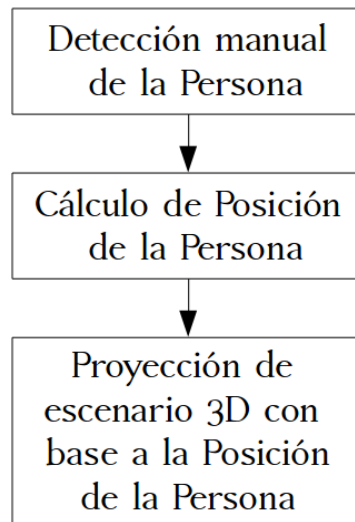 Detección manual
de la Persona
Cálculo de Posición
de la Persona
Proyección de
escenario 3D con
base a la Posición
de la Persona